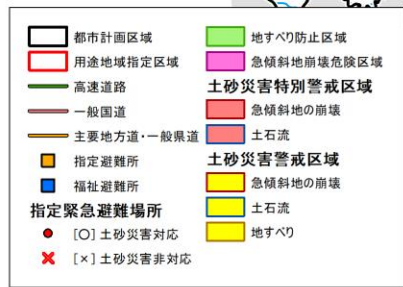 都市計画区域
用途地域指定区域
高速道路
一般国道
主要地方道・一般県道
指定避難所
福祉避難所
指定緊急避難場所
[○] 土砂災害対応
[×] 土砂災害非対応
地すべり防止区域
急傾斜地崩壊危険区域
土砂災害特別警戒区域
急傾斜地の崩壊
土石流
土砂災害警戒区域
急傾斜地の崩壊
土石流
地すべり